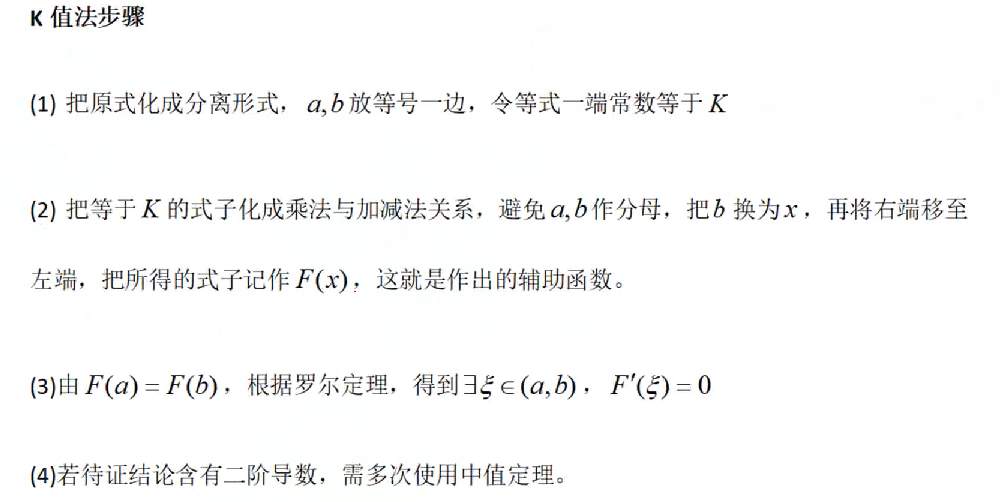 K 值法步骤
(1) 把原式化成分离形式， a,b 放等号一边，令等式一端常数等于 K
(2) 把等于 K 的式子化成乘法与加减法关系，避免 a,b 作分母，把 b 换为 x，再将右端移至
左端，把所得的式子记作 F(x)，这就是作出的辅助函数。
(3)由 F(a) = F(b)，根据罗尔定理，得到∃ξ∈(a,b)， F′(ξ) = 0
(4)若待证结论含有二阶导数，需多次使用中值定理。